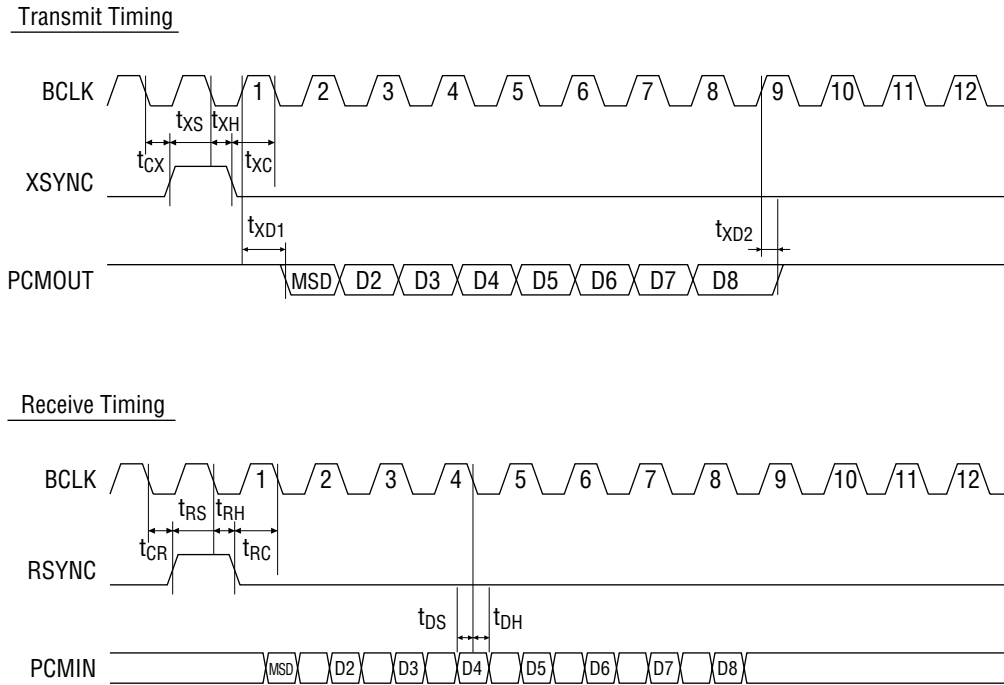 Transmit Timing
BCLK 1 2 3 4 5 6 7 8 9 10 11 12
tCX tXS tXH tXC
XSYNC
tXD1 tXD2
PCMOUT MSD D2 D3 D4 D5 D6 D7 D8
Receive Timing
BCLK 1 2 3 4 5 6 7 8 9 10 11 12
tCR tRS tRH tRC
RSYNC
tDS tDH
PCMIN MSD D2 D3 D4 D5 D6 D7 D8